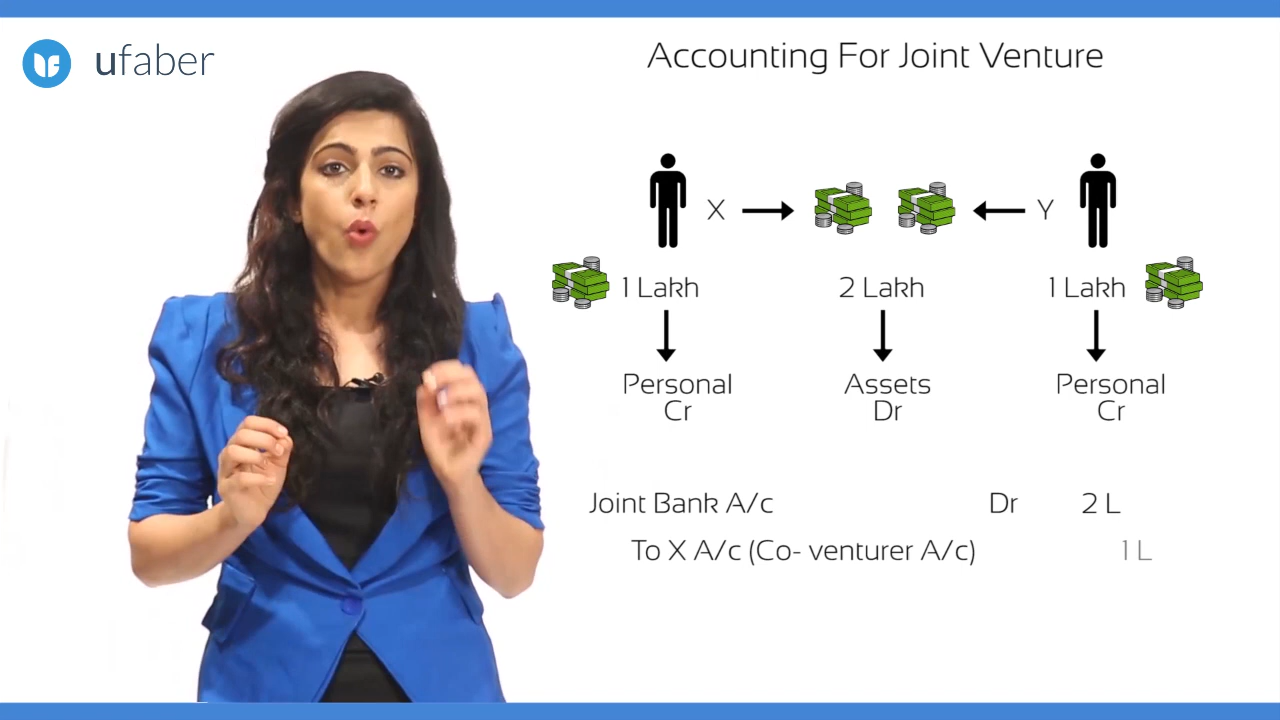 ufaber
Accounting For Joint Venture
X
Y
1 Lakh
2 Lakh
1 Lakh
Personal
Cr
Assets
Dr
Personal
Cr
Joint Bank A/c Dr 2 L
To X A/c (Co- venturer A/c) 1 L